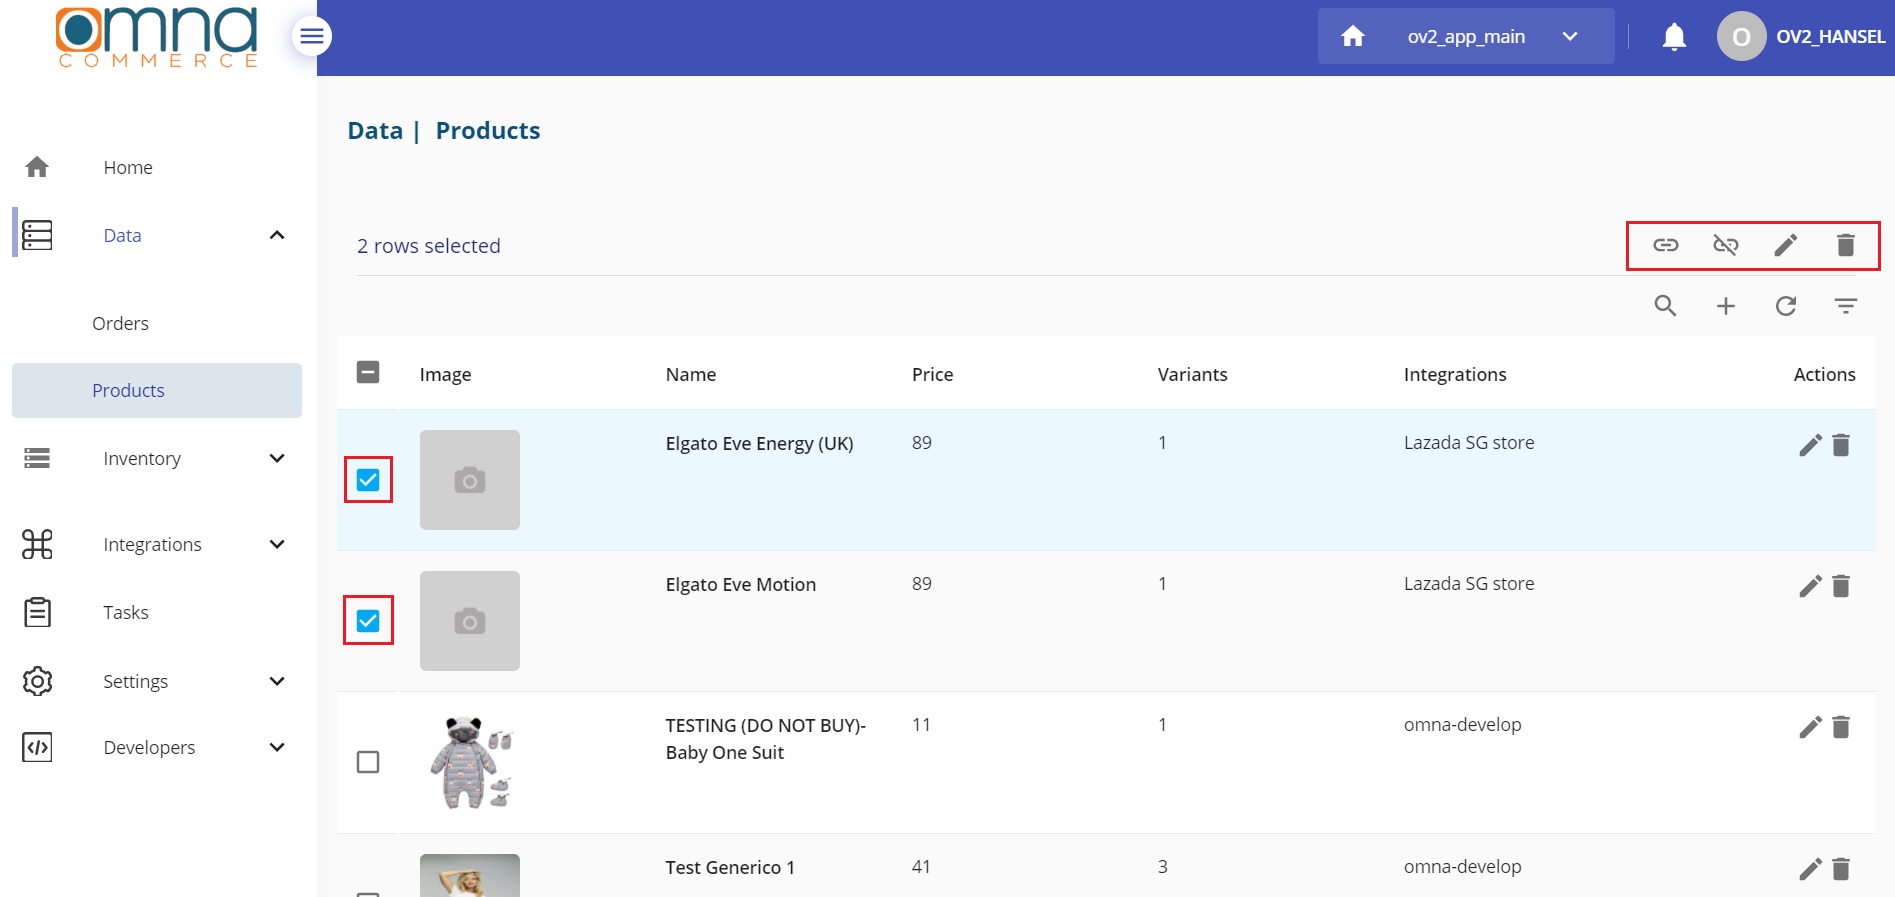 omna
COMMERCE
ov2_app_main
O
OV2_HANSEL
Data | Products
Home
Data
Orders
Products
Inventory
Integrations
Tasks
Settings
Developers
2 rows selected
Image Name Price Variants Integrations Actions
Elgato Eve Energy (UK) 89 1 Lazada SG store
Elgato Eve Motion 89 1 Lazada SG store
TESTING (DO NOT BUY)- 11 1 omna-develop
Baby One Suit
Test Generico 1 41 3 omna-develop